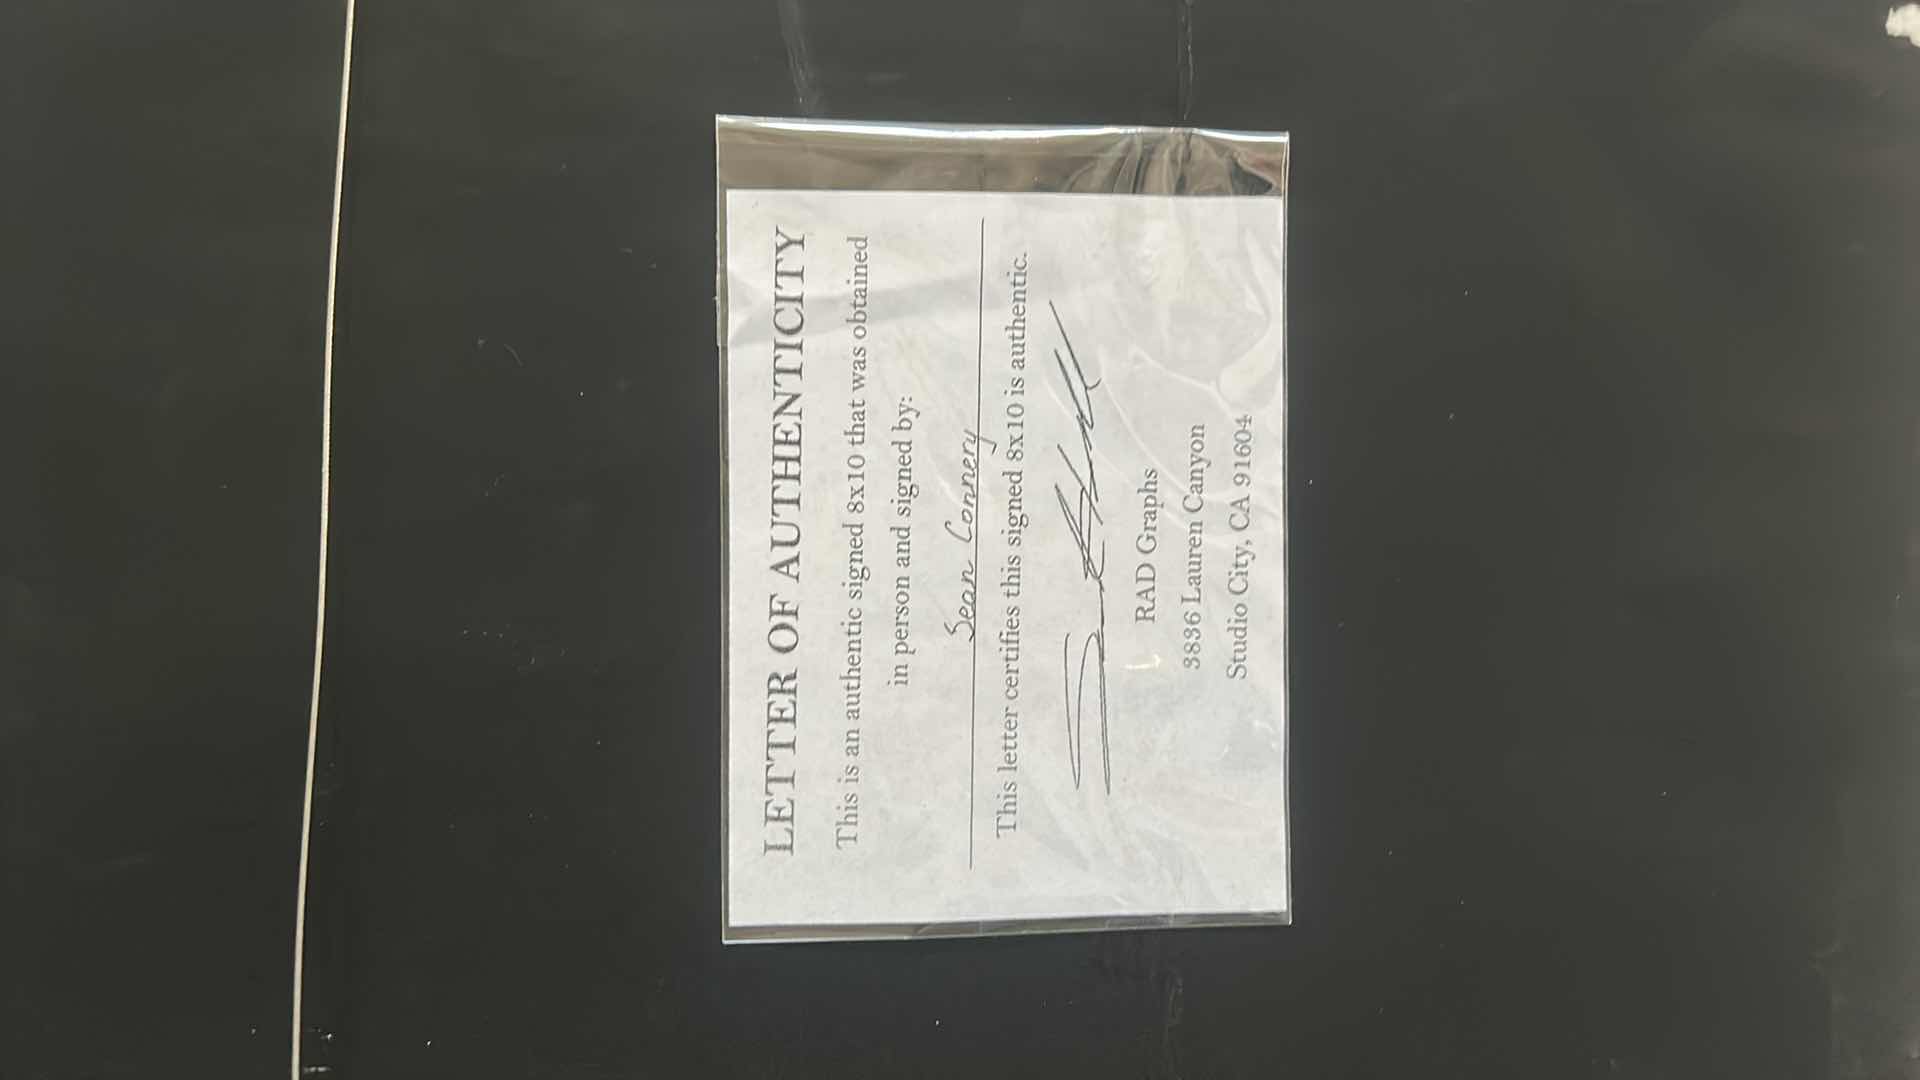 LETTER OF AUTHENTICITY
This is an authentic signed 8x10 that was obtained
in person and signed by:
Sean Connery
This letter certifies this signed 8x10 is authentic.
RAD Graphs
3836 Lauren Canyon
Studio City, CA 91604